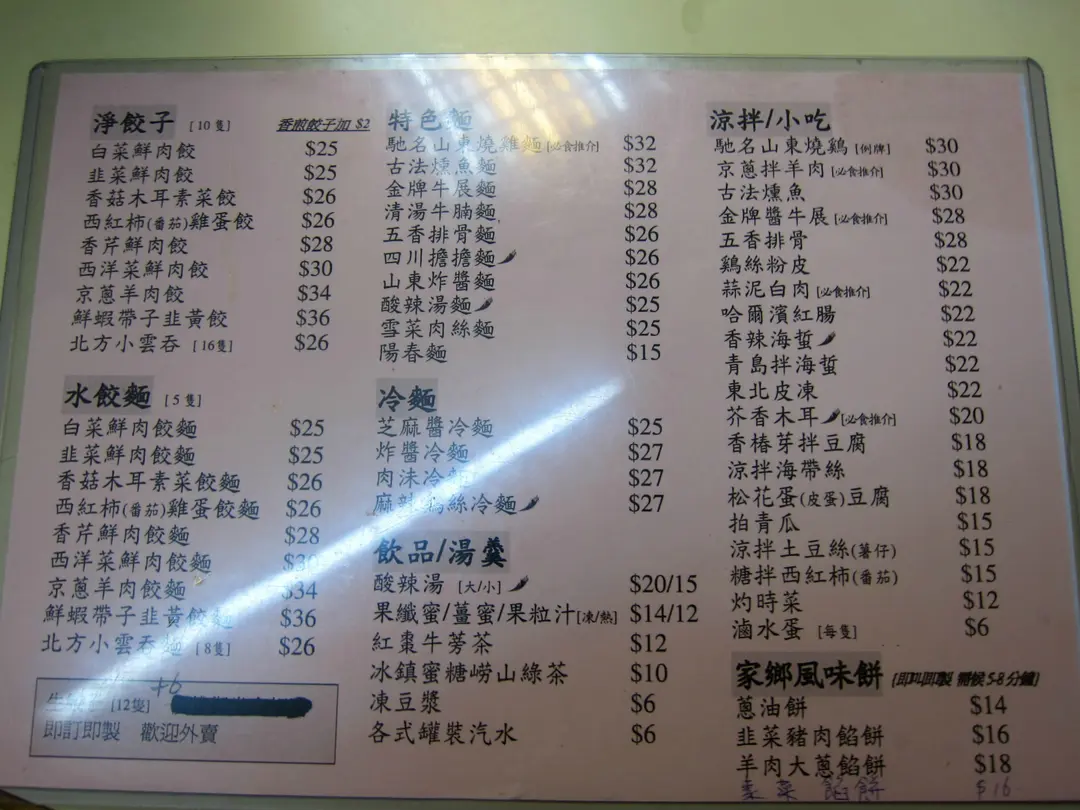 淨餃子 [10隻] 香煎餃子加 $2
白菜鮮肉餃 $25
韭菜鮮肉餃 $25
香菇木耳素菜餃 $26
西紅柿(番茄)雞蛋餃 $26
香芹鮮肉餃 $28
西洋菜鮮肉餃 $30
京蔥羊肉餃 $34
鮮蝦帶子韭黃餃 $36
北方小雲吞 [16隻] $26
水餃麵 [5隻]
白菜鮮肉餃麵 $25
韭菜鮮肉餃麵 $25
香菇木耳素菜餃麵 $26
西紅柿(番茄)雞蛋餃麵 $26
香芹鮮肉餃麵 $28
西洋菜鮮肉餃麵 $30
京蔥羊肉餃麵 $34
鮮蝦帶子韭黃餃麵 $36
北方小雲吞麵 [8隻] $26
+6
[12隻]
即訂即製 歡迎外賣
特色麵
馳名山東燒雞麵[必食推介] $32
古法燻魚麵 $32
金牌牛展麵 $28
清湯牛腩麵 $28
五香排骨麵 $26
四川擔擔麵 $26
山東炸醬麵 $26
酸辣湯麵 $25
雪菜肉絲麵 $25
陽春麵 $15
冷麵
芝麻醬冷麵 $25
炸醬冷麵 $27
肉沬冷麵 $27
麻辣鷄絲冷麵 $27
飲品/湯羹
酸辣湯 [大/小] $20/15
果纖蜜/薑蜜/果粒汁[凍/熱] $14/12
紅棗牛蒡茶 $12
冰鎮蜜糖嶗山綠茶 $10
凍豆漿 $6
各式罐裝汽水 $6
涼拌/小吃
馳名山東燒鷄[例牌] $30
京蔥拌羊肉[必食推介] $30
古法燻魚 $30
金牌醬牛展[必食推介] $28
五香排骨 $28
鷄絲粉皮 $22
蒜泥白肉[必食推介] $22
哈爾濱紅腸 $22
香辣海蜇 $22
青島拌海蜇 $22
東北皮凍 $22
芥香木耳[必食推介] $20
香椿芽拌豆腐 $18
涼拌海帶絲 $18
松花蛋(皮蛋)豆腐 $18
拍青瓜 $15
涼拌土豆絲(薯仔) $15
糖拌西紅柿(番茄) $15
灼時菜 $12
滷水蛋 [每隻] $6
家鄉風味餅 [即叫即製 需候5-8分鐘]
蔥油餅 $14
韭菜豬肉餡餅 $16
羊肉大蔥餡餅 $18
素菜餡餅 $16